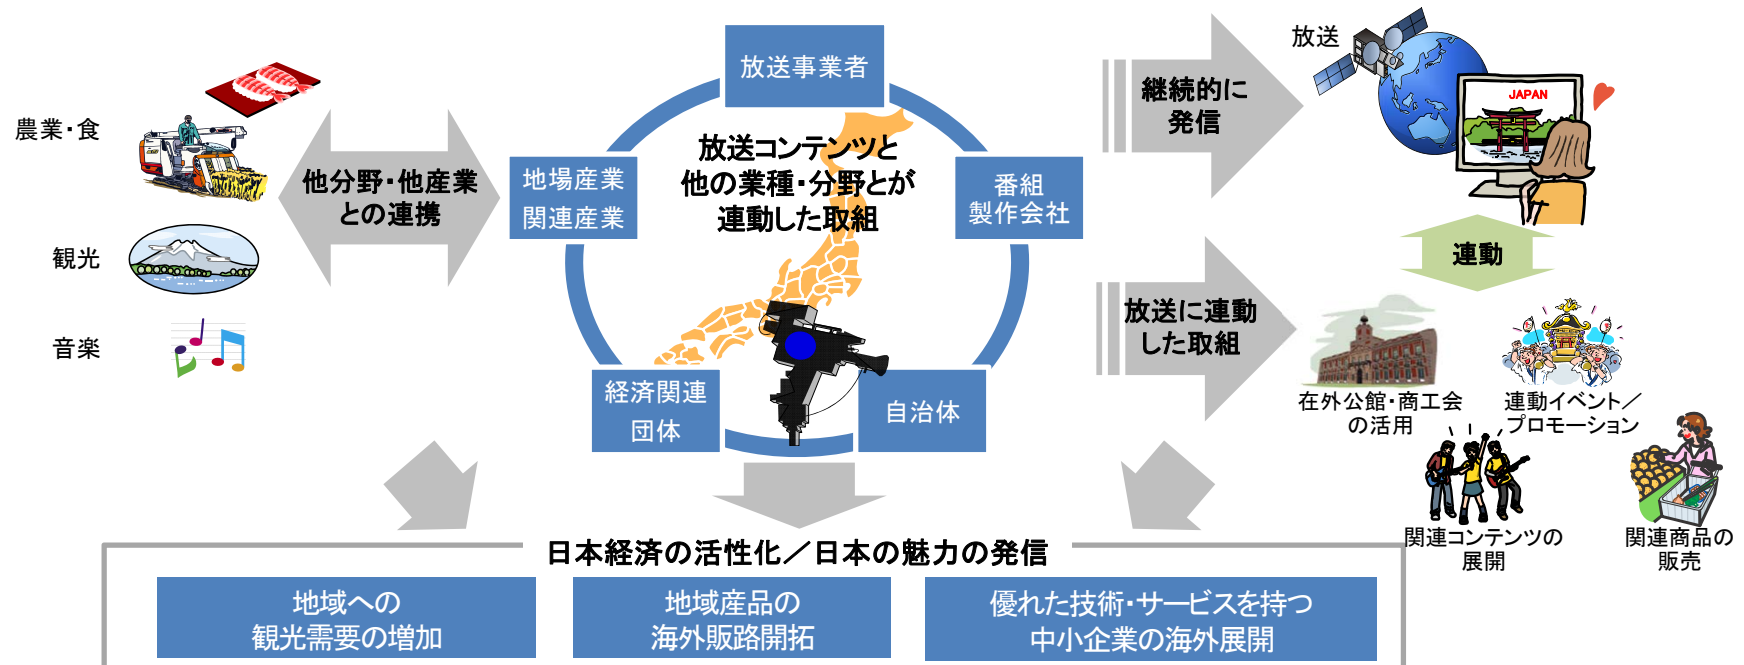 農業・食
観光
音楽
他分野・他産業
との連携
放送事業者
地場産業
関連産業
放送コンテンツと
他の業種・分野とが
連動した取組
番組
製作会社
経済関連
団体
自治体
継続的に
発信
放送
JAPAN
連動
放送に連動
した取組
在外公館・商工会
の活用
連動イベント／
プロモーション
関連コンテンツの
展開
関連商品の
販売
日本経済の活性化／日本の魅力の発信
地域への
観光需要の増加
地域産品の
海外販路開拓
優れた技術・サービスを持つ
中小企業の海外展開